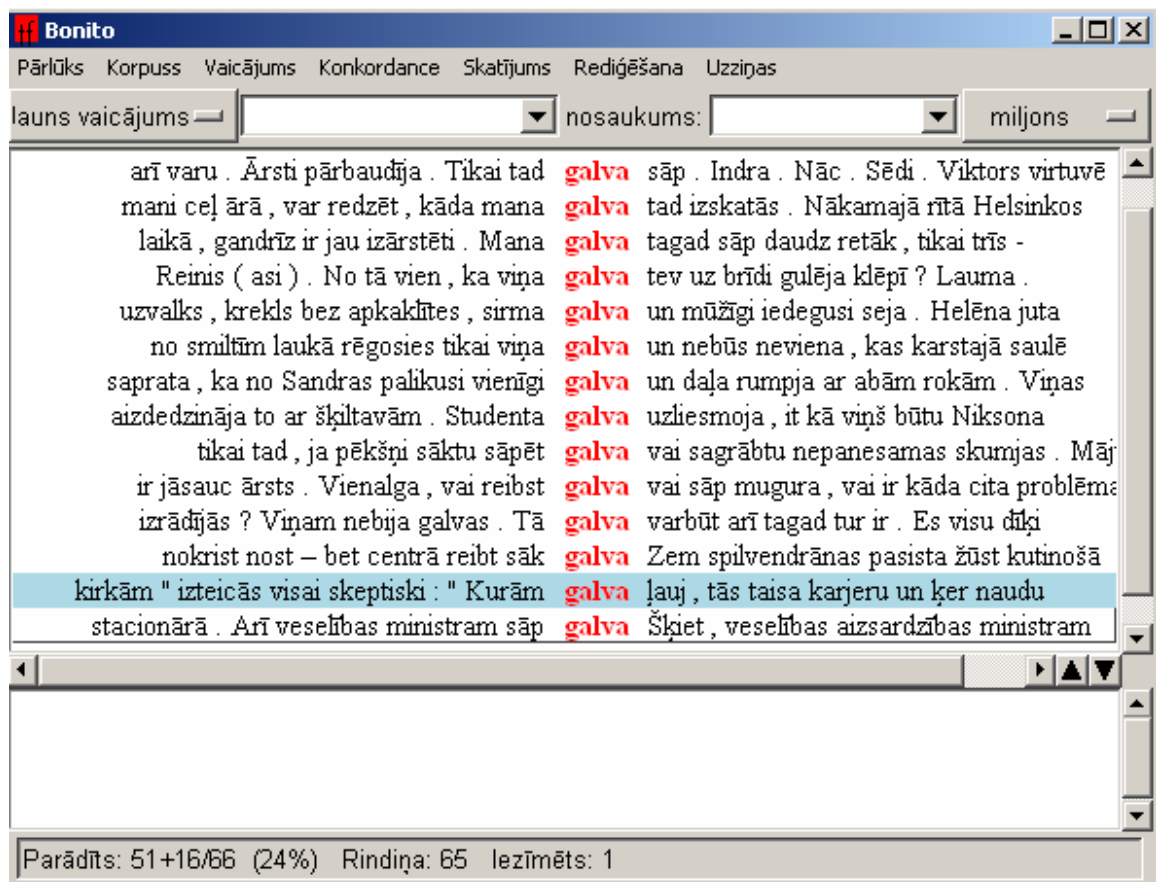 Bonito
Pārlūks Korpuss Vaicājums Konkordance Skatījums Rediģēšana Uzziņas
launs vaicājums nosaukums: miljons
arī varu . Ārsti pārbaudīja . Tikai tad galva sāp . Indra . Nāc . Sēdi . Viktors virtuvē
mani ceļ ārā , var redzēt , kāda mana galva tad izskatās . Nākamajā rītā Helsinkos
laikā , gandrīz ir jau izārstēti . Mana galva tagad sāp daudz retāk , tikai trīs -
Reinis ( asi ) . No tā vien , ka viņa galva tev uz brīdi gulēja klēpī ? Lauma .
uzvalks , krekls bez apkaklītes , sirma galva un mūžīgi iedegusi seja . Helēna juta
no smiltīm laukā rēgosies tikai viņa galva un nebūs neviena , kas karstajā saulē
saprata , ka no Sandras palikusi vienīgi galva un daļa rumpja ar abām rokām . Viņas
aizdedzināja to ar šķiltavām . Studenta galva uzliesmoja , it kā viņš būtu Niksona
tikai tad , ja pēkšņi sāktu sāpēt galva vai sagrābtu nepanesamas skumjas . Māj
ir jāsauc ārsts . Vienalga , vai reibst galva vai sāp mugura , vai ir kāda cita problēma
izrādījās ? Viņam nebija galvas . Tā galva varbūt arī tagad tur ir . Es visu dīķi
nokrist nost – bet centrā reibt sāk galva Zem spilvendrānas pasista žūst kutinošā
kirkām " izteicās visai skeptiski : " Kurām galva ļauj , tās taisa karjeru un ķer naudu
stacionārā . Arī veselības ministram sāp galva Šķiet , veselības aizsardzības ministram
Parādīts: 51+16/66 (24%) Rindiņa: 65 Iezīmēts: 1